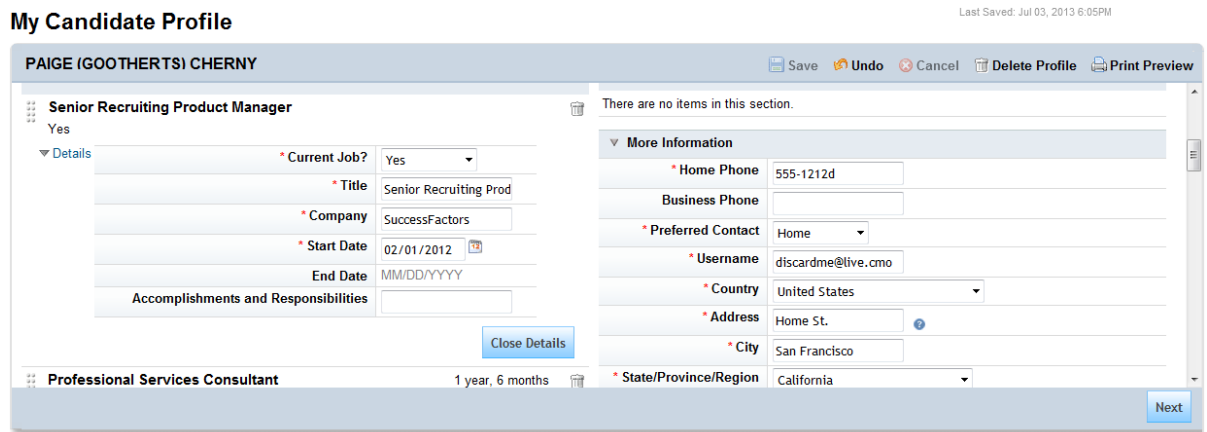 Last Saved: Jul 03, 2013 6:05PM
My Candidate Profile
PAIGE (GOOTHERTS) CHERNY
Save Undo Cancel Delete Profile Print Preview
Senior Recruiting Product Manager
Yes
Details
* Current Job? Yes
* Title Senior Recruiting Prod
* Company SuccessFactors
* Start Date 02/01/2012
End Date MM/DD/YYYY
Accomplishments and Responsibilities
Close Details
Professional Services Consultant 1 year, 6 months
There are no items in this section.
More Information
* Home Phone 555-1212d
Business Phone
* Preferred Contact Home
* Username discardme@live.cmo
* Country United States
* Address Home St.
* City San Francisco
* State/Province/Region California
Next